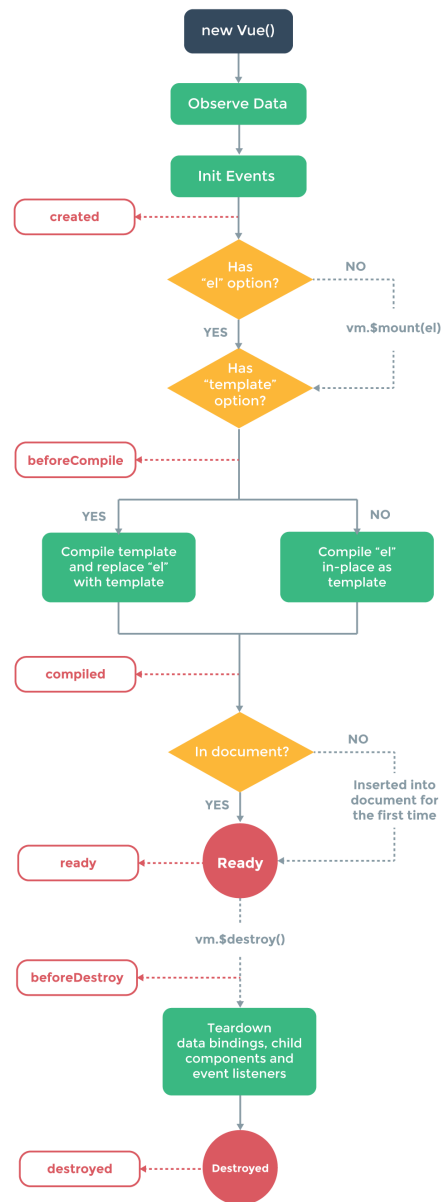 new Vue()
Observe Data
Init Events
created
Has
“el” option?
NO
YES
vm.$mount(el)
Has
“template”
option?
beforeCompile
YES
NO
Compile template
and replace “el”
with template
Compile “el”
in-place as
template
compiled
In document?
NO
YES
Inserted into
document for
the first time
Ready
ready
vm.$destroy()
beforeDestroy
Teardown
data bindings, child
components and
event listeners
destroyed
Destroyed